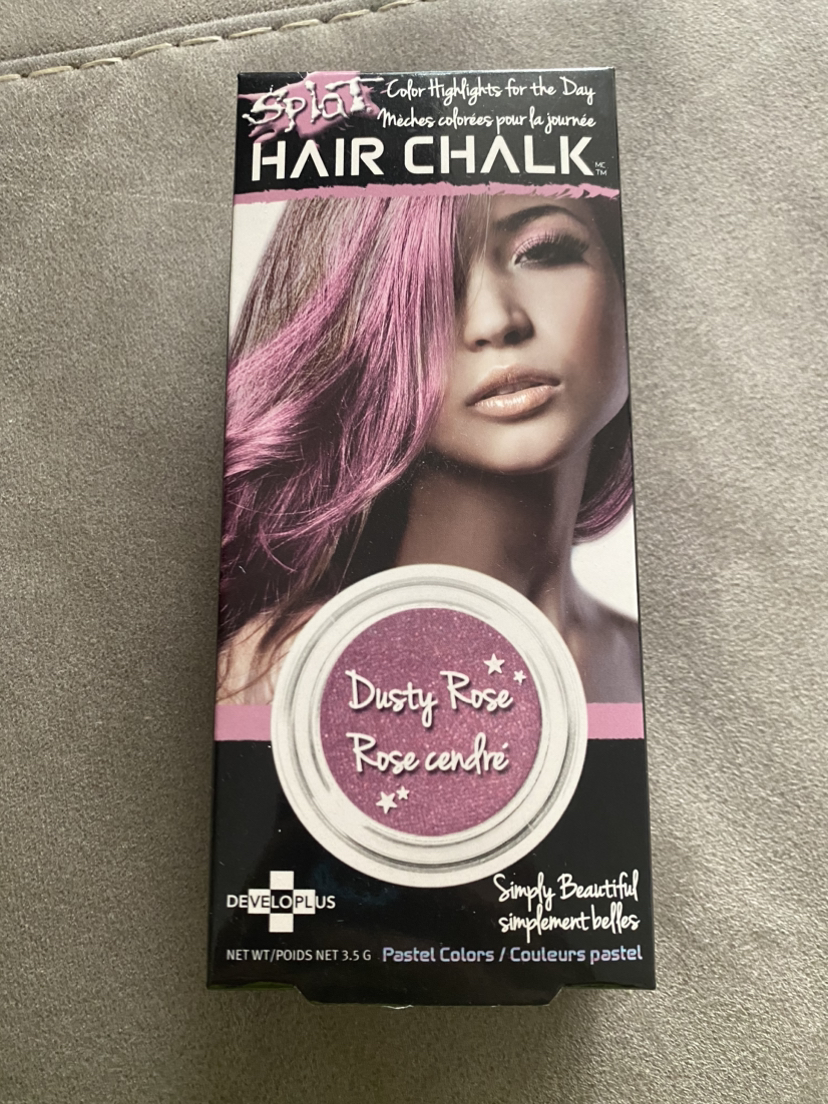 Splat
Color Highlights for the Day
Mèches colorées pour la journée
HAIR CHALK MC TM
Dusty Rose
Rose cendré
DEVELOPLUS
Simply Beautiful
simplement belles
NET WT/POIDS NET 3.5 G Pastel Colors / Couleurs pastel